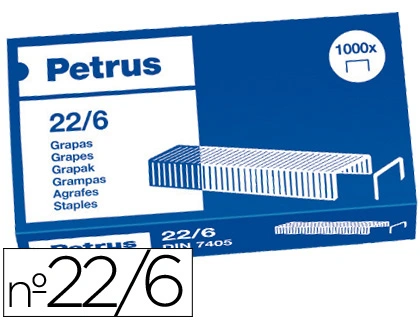 Petrus
1000x
22/6
Grapas
Grapes
Grapak
Grampas
Agrafes
Staples
Petrus
22/6
DIN 7405
nº22/6